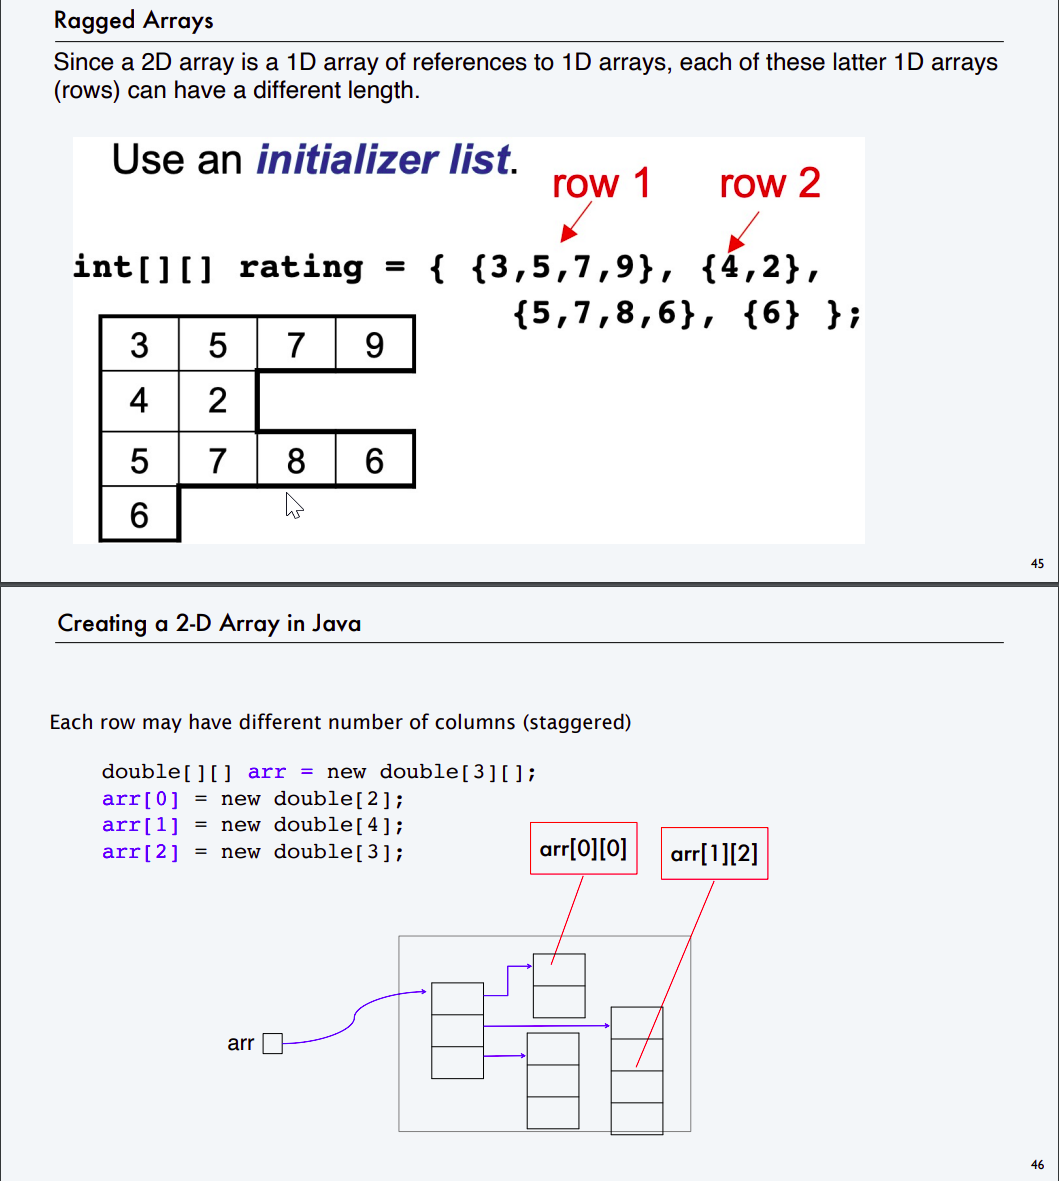 Ragged Arrays
Since a 2D array is a 1D array of references to 1D arrays, each of these latter 1D arrays
(rows) can have a different length.
Use an initializer list.
row 1 row 2
int[][] rating = { {3,5,7,9}, {4,2},
{5,7,8,6}, {6} };
3 5 7 9
4 2
5 7 8 6
6
45
Creating a 2-D Array in Java
Each row may have different number of columns (staggered)
double[][] arr = new double[3][];
arr[0] = new double[2];
arr[1] = new double[4];
arr[2] = new double[3];
arr[0][0] arr[1][2]
arr
46